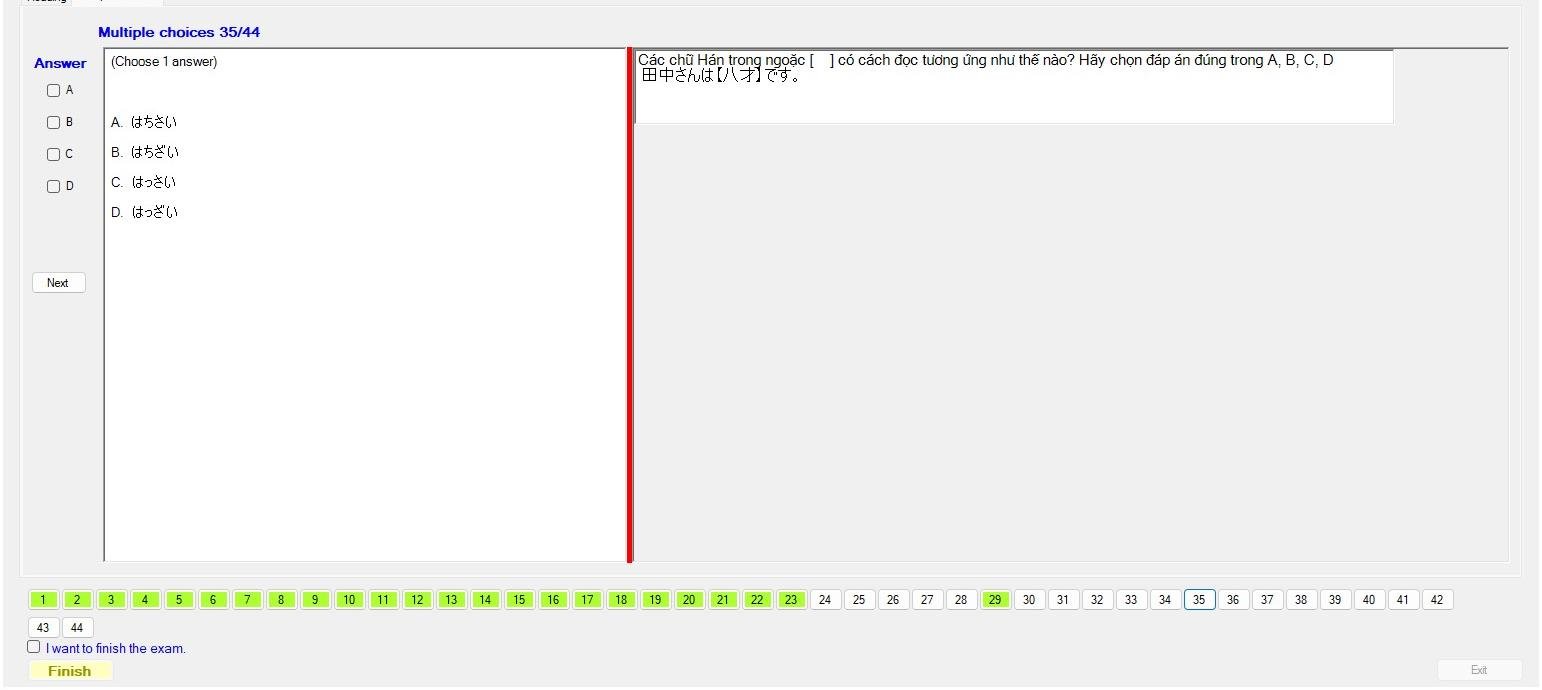 Multiple choices 35/44
Answer
(Choose 1 answer)
A
B
C
D
A. はちさい
B. はちざい
C. はっさい
D. はっざい
Next
Các chữ Hán trong ngoặc [ ] có cách đọc tương ứng như thế nào? Hãy chọn đáp án đúng trong A, B, C, D
田中さんは【八才】です。
1 2 3 4 5 6 7 8 9 10 11 12 13 14 15 16 17 18 19 20 21 22 23 24 25 26 27 28 29 30 31 32 33 34 35 36 37 38 39 40 41 42
43 44
I want to finish the exam.
Finish
Exit